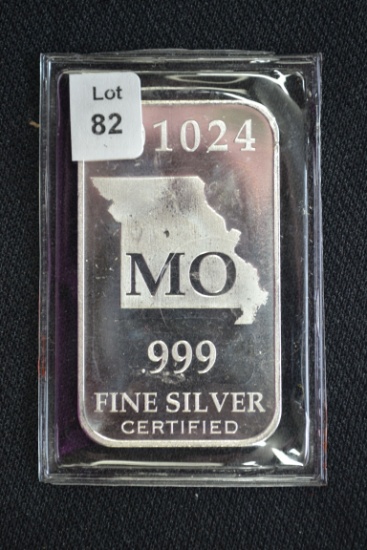 Lot
82
1024
MO
.999
FINE SILVER
CERTIFIED